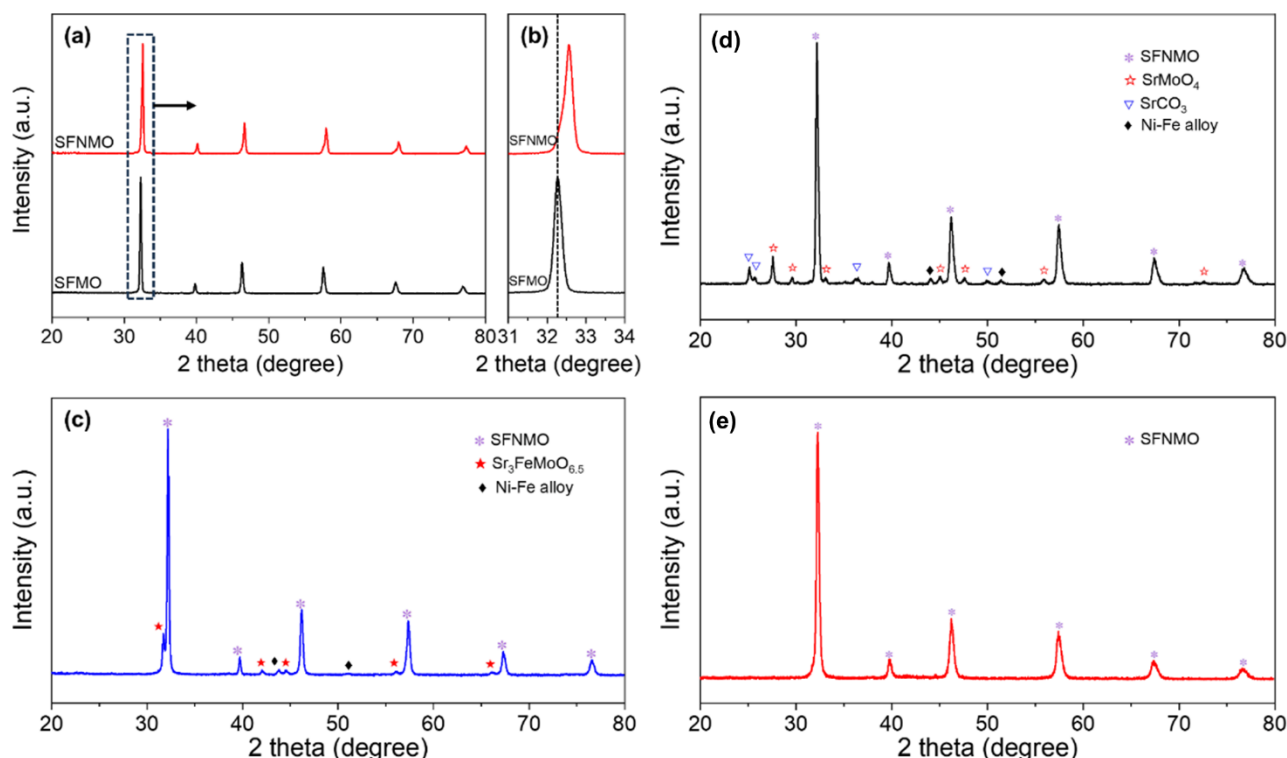 (a)
SFNMO
SFMO
Intensity (a.u.)
20 30 40 50 60 70 80
2 theta (degree)
(b)
SFNMO
SFMO
31 32 33 34
2 theta (degree)
(d)
SFNMO
SrMoO₄
SrCO₃
Ni-Fe alloy
Intensity (a.u.)
20 30 40 50 60 70 80
2 theta (degree)
(c)
SFNMO
Sr₃FeMoO₆.₅
Ni-Fe alloy
Intensity (a.u.)
20 30 40 50 60 70 80
2 theta (degree)
(e)
SFNMO
Intensity (a.u.)
20 30 40 50 60 70 80
2 theta (degree)